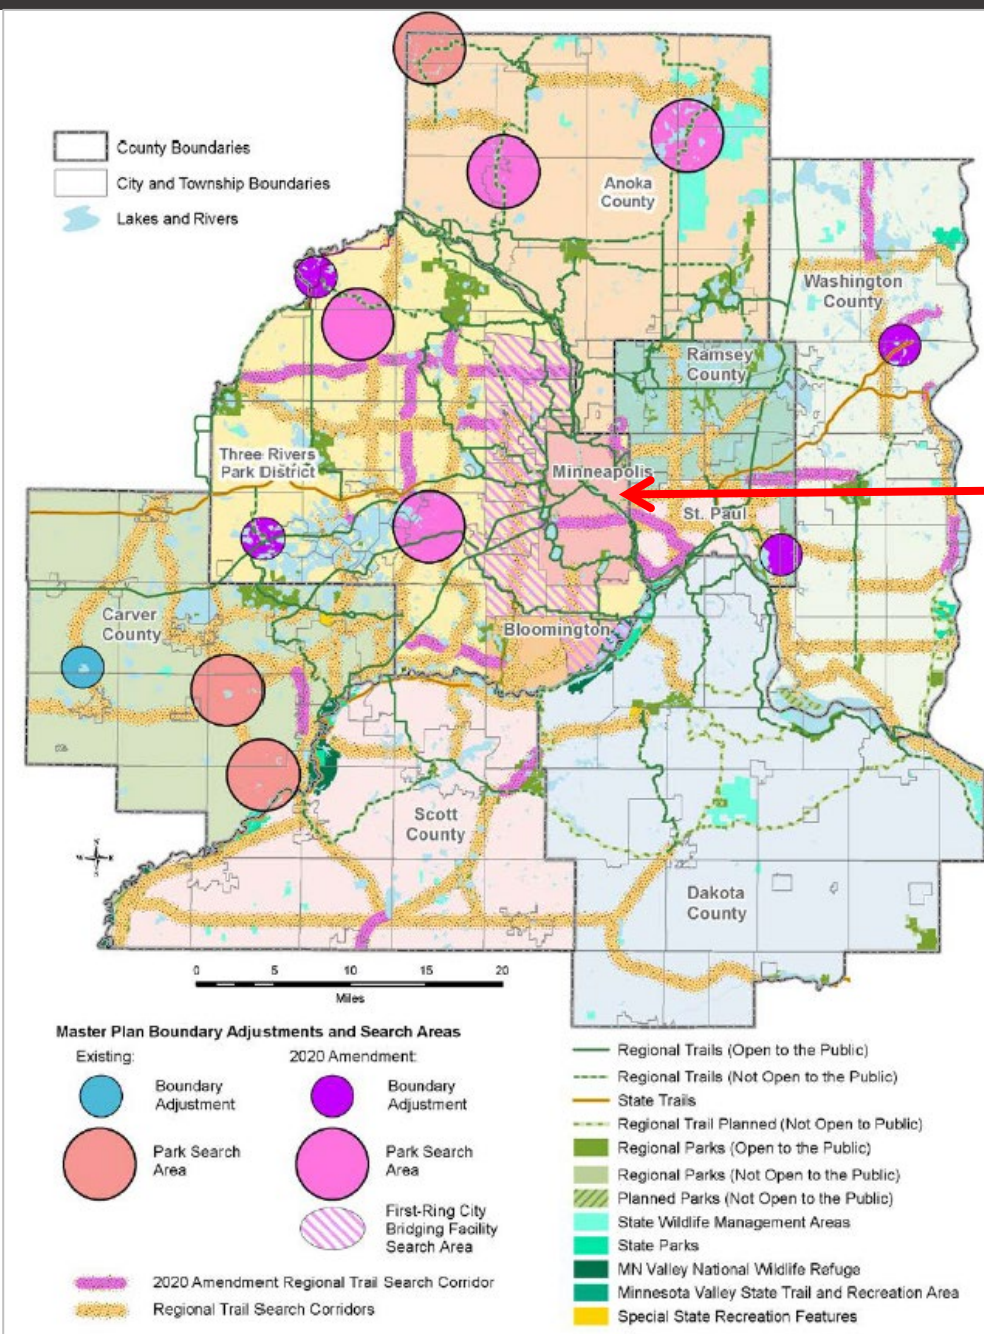 County Boundaries
City and Township Boundaries
Lakes and Rivers
Anoka
County
Washington
County
Ramsey
County
Three Rivers
Park District
Minneapolis
St. Paul
Carver
County
Bloomington
Scott
County
Dakota
County
0 5 10 15 20
Miles
Master Plan Boundary Adjustments and Search Areas
Existing:
Boundary
Adjustment
Park Search
Area
2020 Amendment:
Boundary
Adjustment
Park Search
Area
First-Ring City
Bridging Facility
Search Area
2020 Amendment Regional Trail Search Corridor
Regional Trail Search Corridors
Regional Trails (Open to the Public)
Regional Trails (Not Open to the Public)
State Trails
Regional Trail Planned (Not Open to Public)
Regional Parks (Open to the Public)
Regional Parks (Not Open to the Public)
Planned Parks (Not Open to the Public)
State Wildlife Management Areas
State Parks
MN Valley National Wildlife Refuge
Minnesota Valley State Trail and Recreation Area
Special State Recreation Features